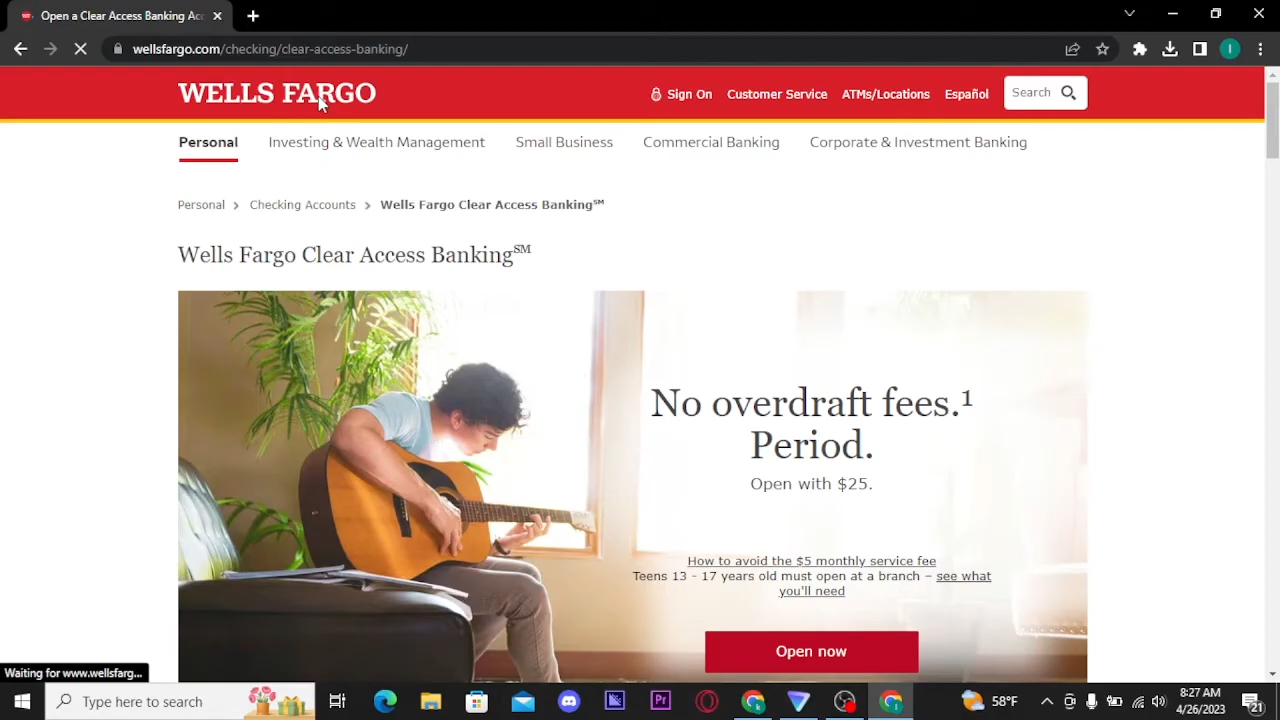 Open a Clear Access Banking Acc
wellsfargo.com/checking/clear-access-banking/
WELLS FARGO
Sign On
Customer Service
ATMs/Locations
Español
Search
Personal
Investing & Wealth Management
Small Business
Commercial Banking
Corporate & Investment Banking
Personal > Checking Accounts > Wells Fargo Clear Access Banking℠
Wells Fargo Clear Access Banking℠
No overdraft fees.¹
Period.
Open with $25.
How to avoid the $5 monthly service fee
Teens 13 - 17 years old must open at a branch – see what
you'll need
Open now
Waiting for www.wellsfarg...
Type here to search
58°F
8:27 AM
4/26/2023
21